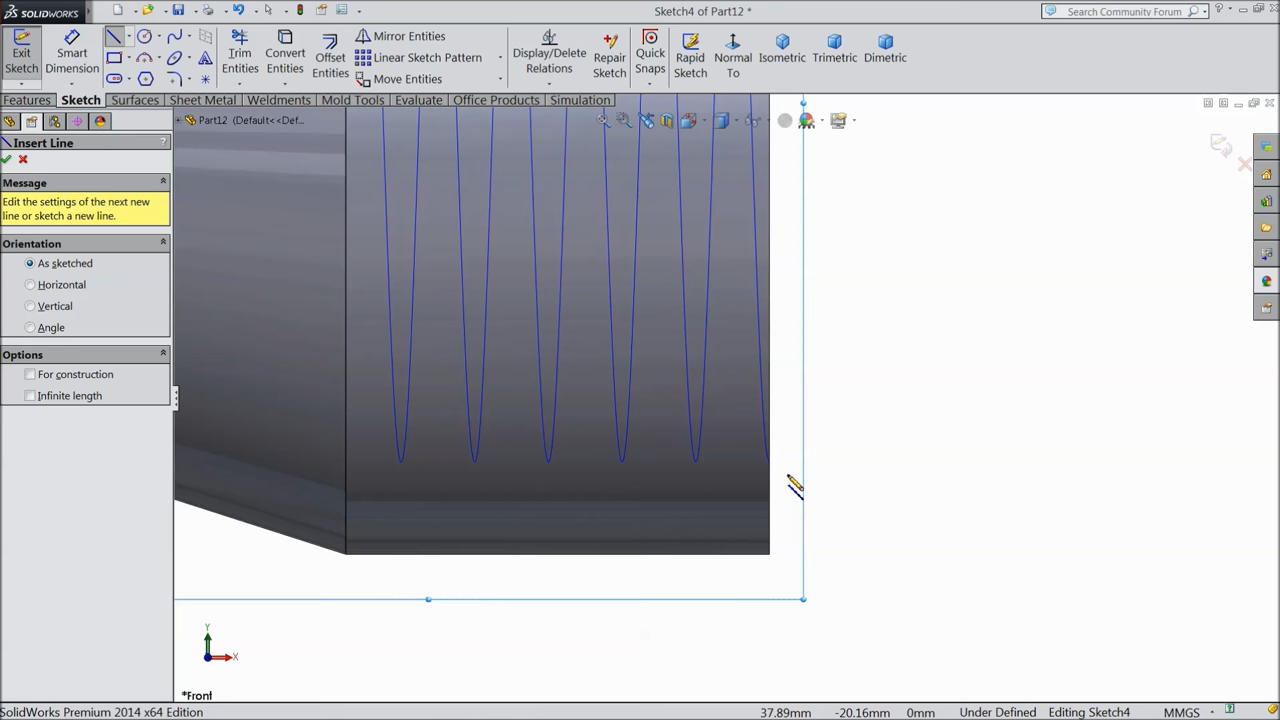 SOLIDWORKS
Sketch4 of Part12 *
Search Community Forum
Exit Sketch
Smart Dimension
Trim Entities
Convert Entities
Offset Entities
Mirror Entities
Linear Sketch Pattern
Move Entities
Display/Delete Relations
Repair Sketch
Quick Snaps
Rapid Sketch
Normal To
Isometric
Trimetric
Dimetric
Features
Sketch
Surfaces
Sheet Metal
Weldments
Mold Tools
Evaluate
Office Products
Simulation
Part12 (Default<<Def...
Insert Line
?
Message
Edit the settings of the next new
line or sketch a new line.
Orientation
As sketched
Horizontal
Vertical
Angle
Options
For construction
Infinite length
Y
X
*Front
SolidWorks Premium 2014 x64 Edition
37.89mm
-20.16mm
0mm
Under Defined
Editing Sketch4
MMGS